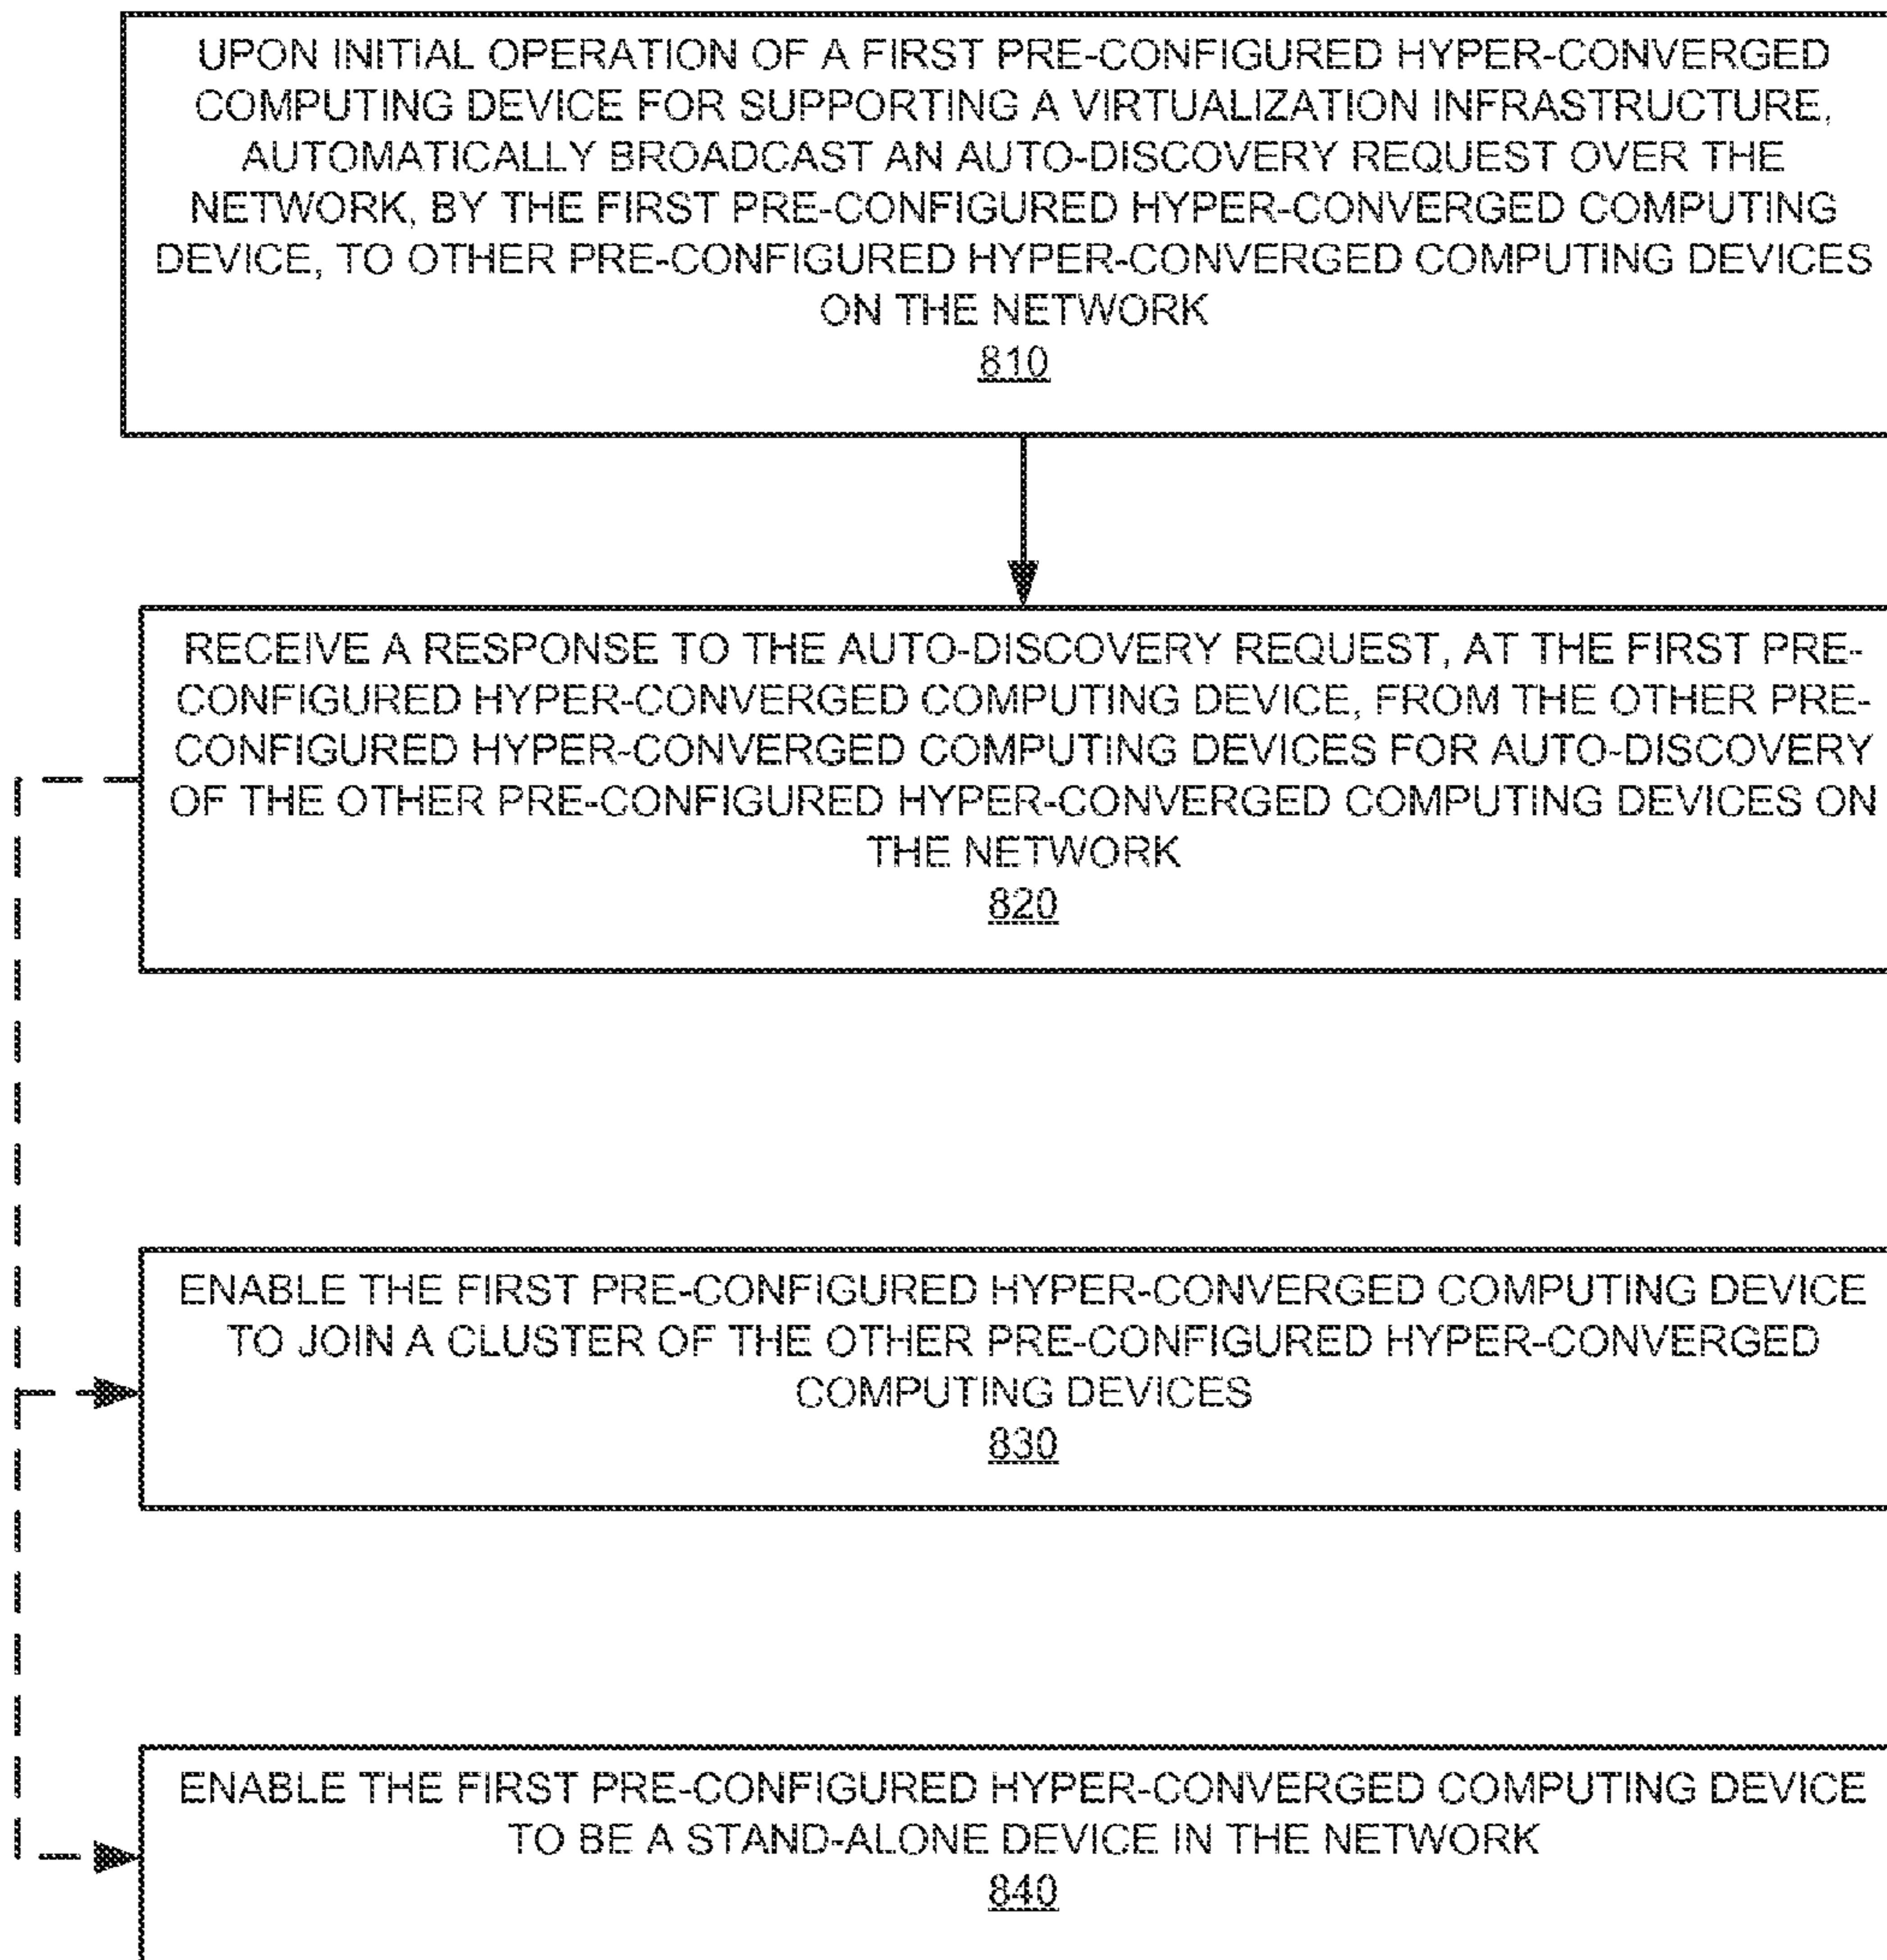 UPON INITIAL OPERATION OF A FIRST PRE-CONFIGURED HYPER-CONVERGED
COMPUTING DEVICE FOR SUPPORTING A VIRTUALIZATION INFRASTRUCTURE,
AUTOMATICALLY BROADCAST AN AUTO-DISCOVERY REQUEST OVER THE
NETWORK, BY THE FIRST PRE-CONFIGURED HYPER-CONVERGED COMPUTING
DEVICE, TO OTHER PRE-CONFIGURED HYPER-CONVERGED COMPUTING DEVICES
ON THE NETWORK
810
RECEIVE A RESPONSE TO THE AUTO-DISCOVERY REQUEST, AT THE FIRST PRE-
CONFIGURED HYPER-CONVERGED COMPUTING DEVICE, FROM THE OTHER PRE-
CONFIGURED HYPER-CONVERGED COMPUTING DEVICES FOR AUTO-DISCOVERY
OF THE OTHER PRE-CONFIGURED HYPER-CONVERGED COMPUTING DEVICES ON
THE NETWORK
820
ENABLE THE FIRST PRE-CONFIGURED HYPER-CONVERGED COMPUTING DEVICE
TO JOIN A CLUSTER OF THE OTHER PRE-CONFIGURED HYPER-CONVERGED
COMPUTING DEVICES
830
ENABLE THE FIRST PRE-CONFIGURED HYPER-CONVERGED COMPUTING DEVICE
TO BE A STAND-ALONE DEVICE IN THE NETWORK
840